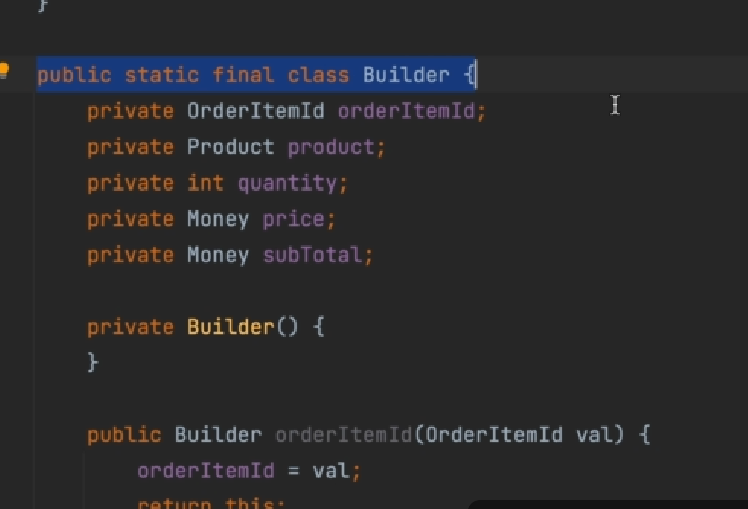 }
public static final class Builder {
private OrderItemId orderItemId;
private Product product;
private int quantity;
private Money price;
private Money subTotal;
private Builder() {
}
public Builder orderItemId(OrderItemId val) {
orderItemId = val;
return this;